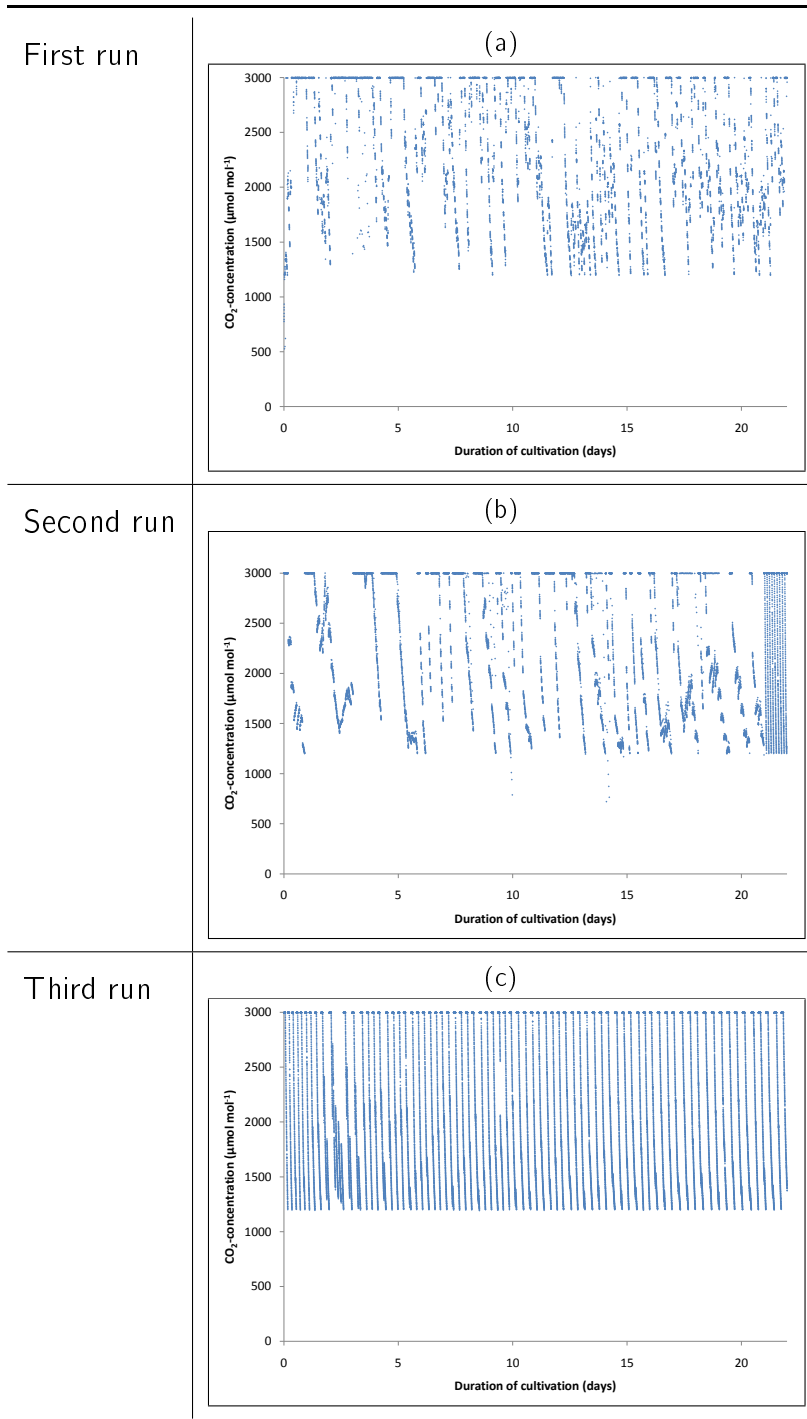 First run
(a)
CO₂-concentration (µmol mol⁻¹)
3000
2500
2000
1500
1000
500
0
0 5 10 15 20
Duration of cultivation (days)
Second run
(b)
CO₂-concentration (µmol mol⁻¹)
3000
2500
2000
1500
1000
500
0
0 5 10 15 20
Duration of cultivation (days)
Third run
(c)
CO₂-concentration (µmol mol⁻¹)
3000
2500
2000
1500
1000
500
0
0 5 10 15 20
Duration of cultivation (days)